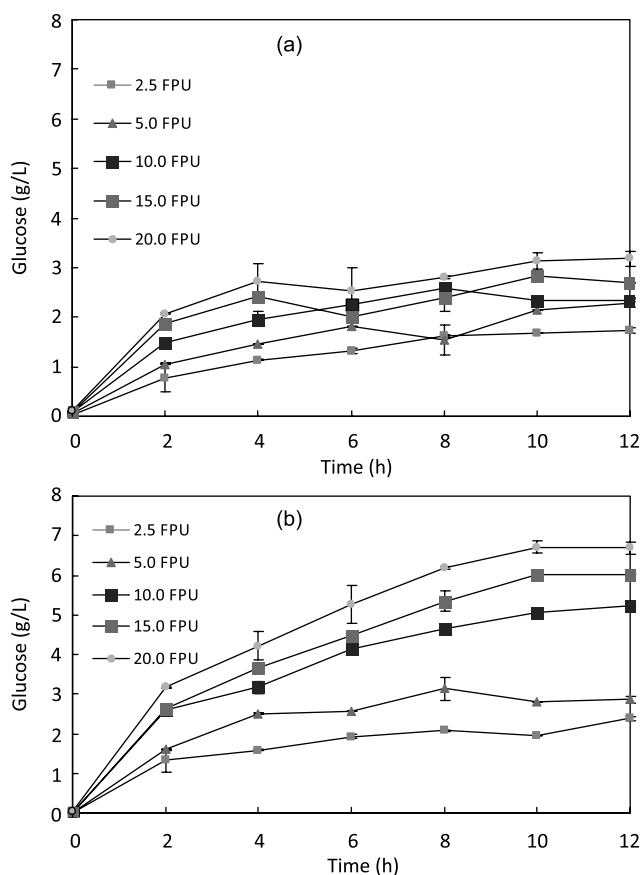 (a)
8
7
6
5
4
3
2
1
0
Glucose (g/L)
2.5 FPU
5.0 FPU
10.0 FPU
15.0 FPU
20.0 FPU
0 2 4 6 8 10 12
Time (h)
(b)
8
7
6
5
4
3
2
1
0
Glucose (g/L)
2.5 FPU
5.0 FPU
10.0 FPU
15.0 FPU
20.0 FPU
0 2 4 6 8 10 12
Time (h)